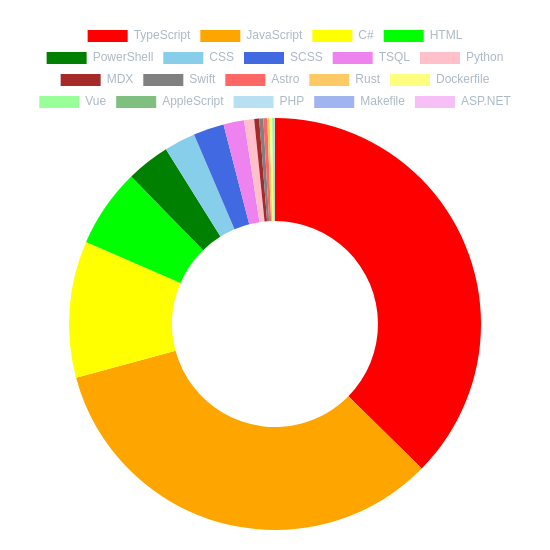 TypeScript JavaScript C# HTML
PowerShell CSS SCSS TSQL Python
MDX Swift Astro Rust Dockerfile
Vue AppleScript PHP Makefile ASP.NET